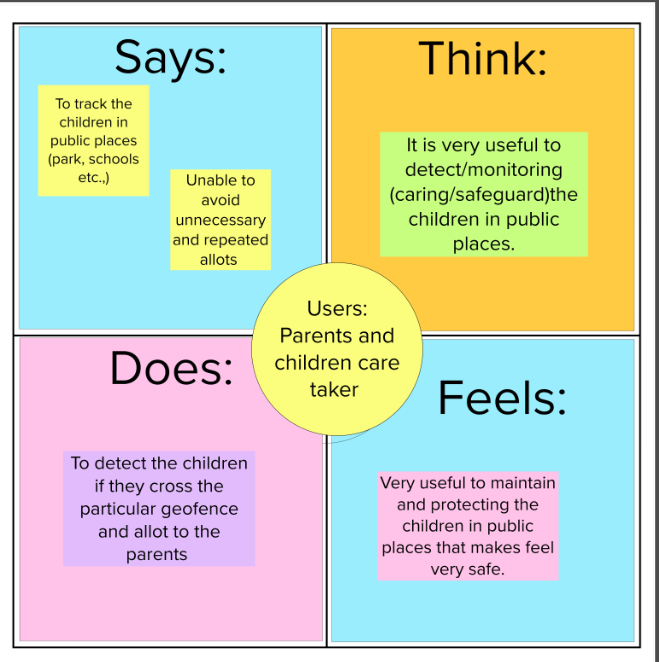 Says:
To track the
children in
public places
(park, schools
etc.,)
Unable to
avoid
unnecessary
and repeated
allots
Think:
It is very useful to
detect/monitoring
(caring/safeguard)the
children in public
places.
Users:
Parents and
children care
taker
Does:
To detect the children
if they cross the
particular geofence
and allot to the
parents
Feels:
Very useful to maintain
and protecting the
children in public
places that makes feel
very safe.